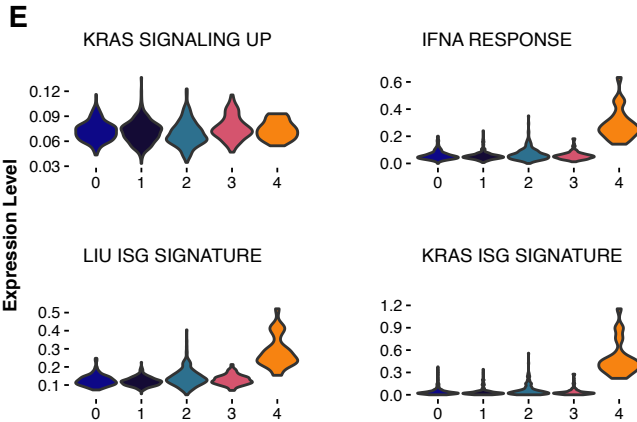 E
KRAS SIGNALING UP
0.12
0.09
0.06
0.03
0 1 2 3 4
IFNA RESPONSE
0.6
0.4
0.2
0.0
0 1 2 3 4
Expression Level
LIU ISG SIGNATURE
0.5
0.4
0.3
0.2
0.1
0 1 2 3 4
KRAS ISG SIGNATURE
1.2
0.9
0.6
0.3
0.0
0 1 2 3 4